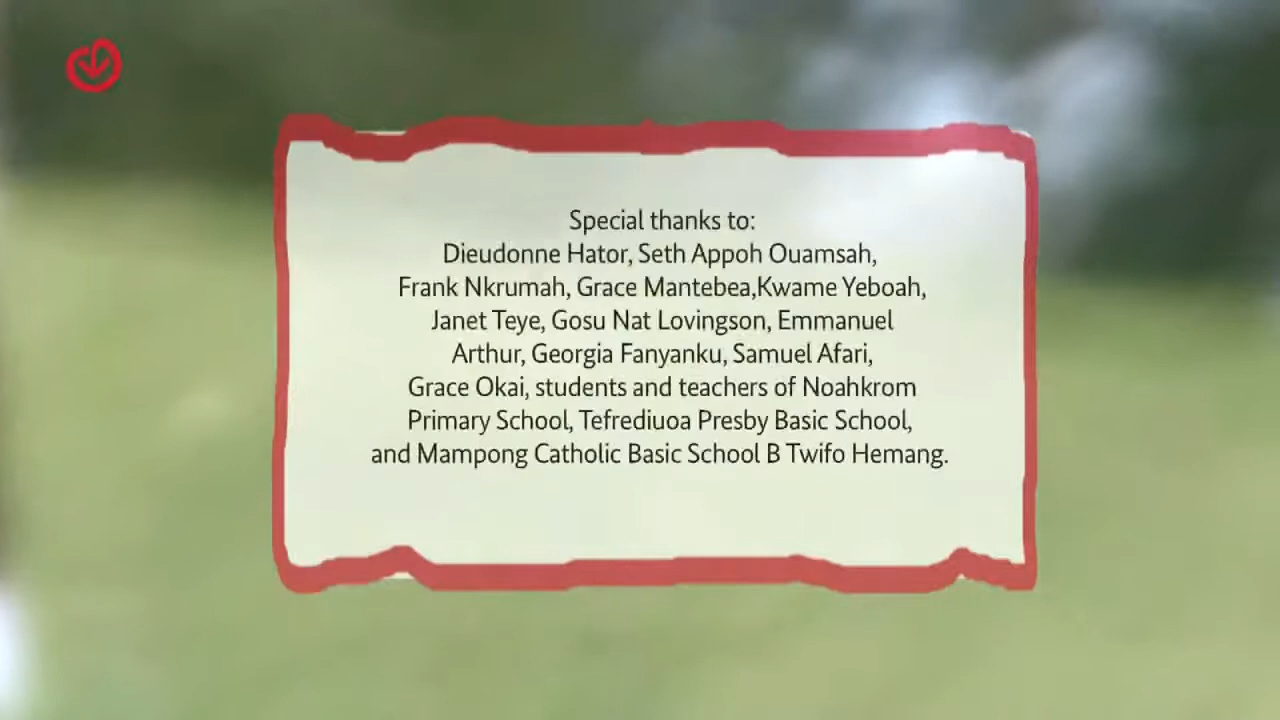 Special thanks to:
Dieudonne Hator, Seth Appoh Ouamsah,
Frank Nkrumah, Grace Mantebea,Kwame Yeboah,
Janet Teye, Gosu Nat Lovingson, Emmanuel
Arthur, Georgia Fanyanku, Samuel Afari,
Grace Okai, students and teachers of Noahkrom
Primary School, Tefrediuoa Presby Basic School,
and Mampong Catholic Basic School B Twifo Hemang.